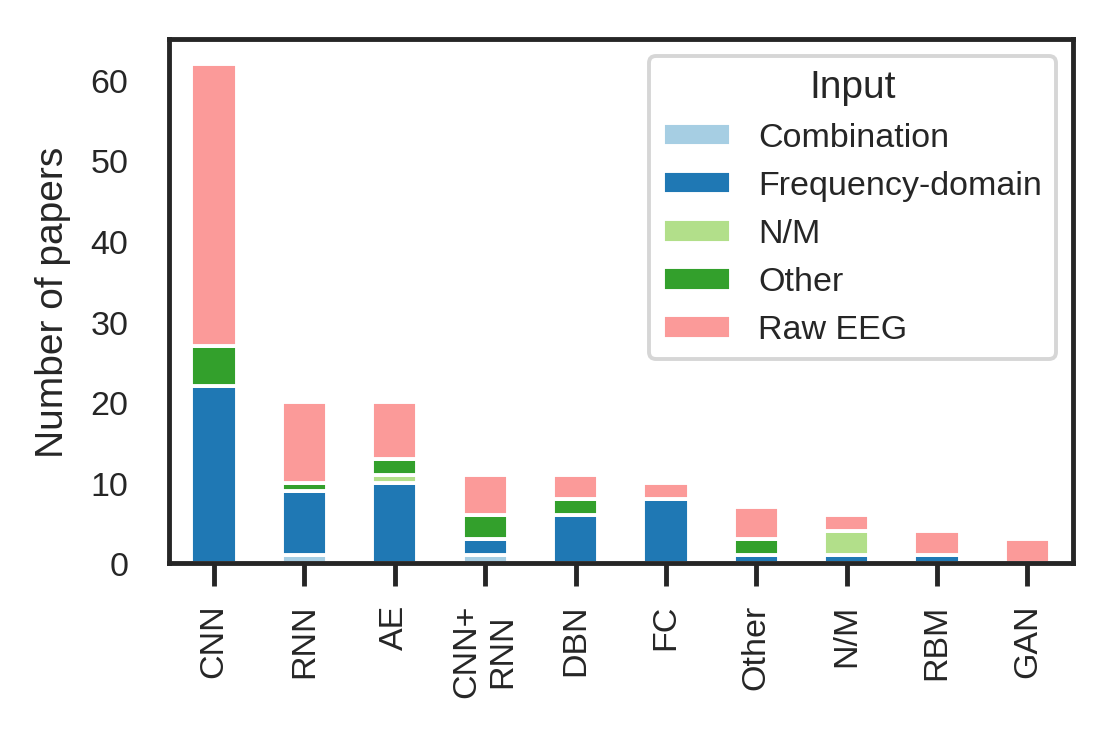 Number of papers
60
50
40
30
20
10
0
Input
Combination
Frequency-domain
N/M
Other
Raw EEG
CNN
RNN
AE
CNN+
RNN
DBN
FC
Other
N/M
RBM
GAN